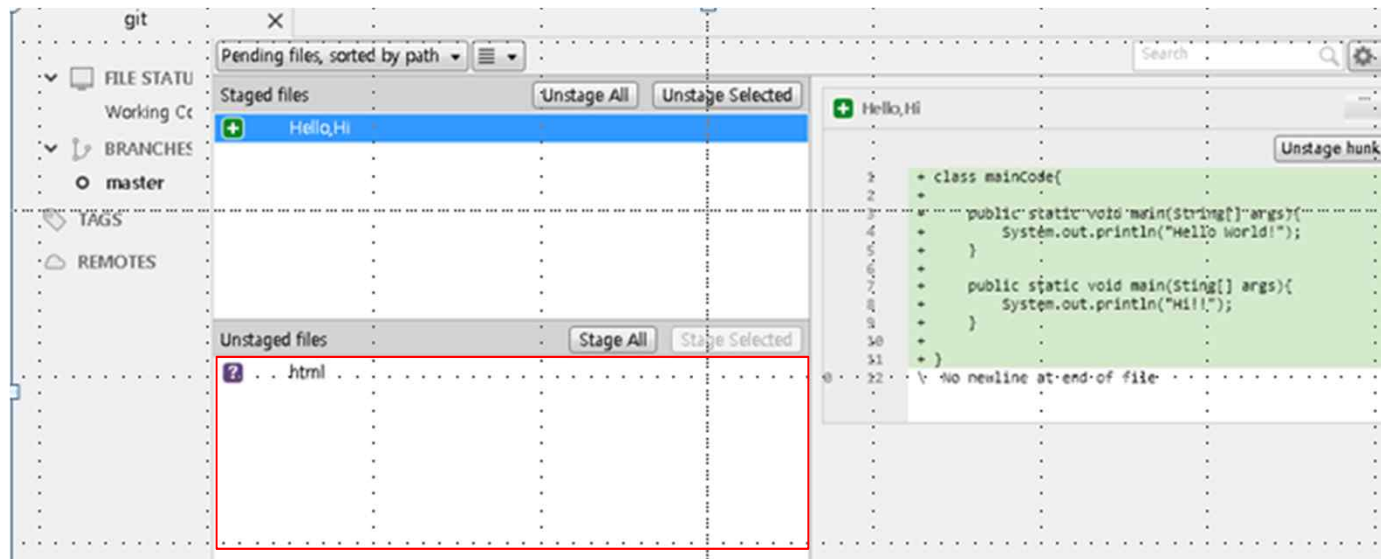 git
FILE STATU
Working Co
BRANCHES
master
TAGS
REMOTES
Pending files, sorted by path
Search
Staged files
Unstage All
Unstage Selected
Hello,Hi
Unstaged files
Stage All
Stage Selected
html
Hello,Hi
Unstage hunk
1 + class mainCode{
2 +
3 + public static void main(String[] args){
4 + System.out.println("Hello World!");
5 + }
6 +
7 + public static void main(Sting[] args){
8 + System.out.println("Hi!!");
9 + }
10 +
11 + }
0 12 \ No newline at end of file